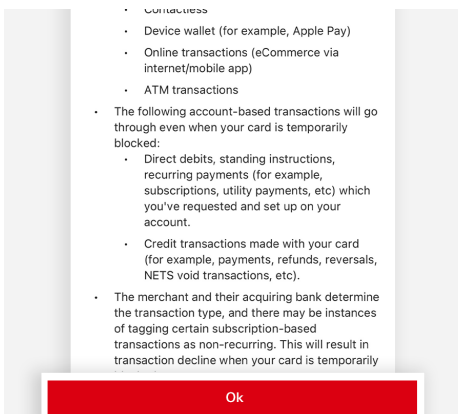 • Contactless
• Device wallet (for example, Apple Pay)
• Online transactions (eCommerce via
internet/mobile app)
• ATM transactions
• The following account-based transactions will go
through even when your card is temporarily
blocked:
• Direct debits, standing instructions,
recurring payments (for example,
subscriptions, utility payments, etc) which
you've requested and set up on your
account.
• Credit transactions made with your card
(for example, payments, refunds, reversals,
NETS void transactions, etc).
• The merchant and their acquiring bank determine
the transaction type, and there may be instances
of tagging certain subscription-based
transactions as non-recurring. This will result in
transaction decline when your card is temporarily
Ok